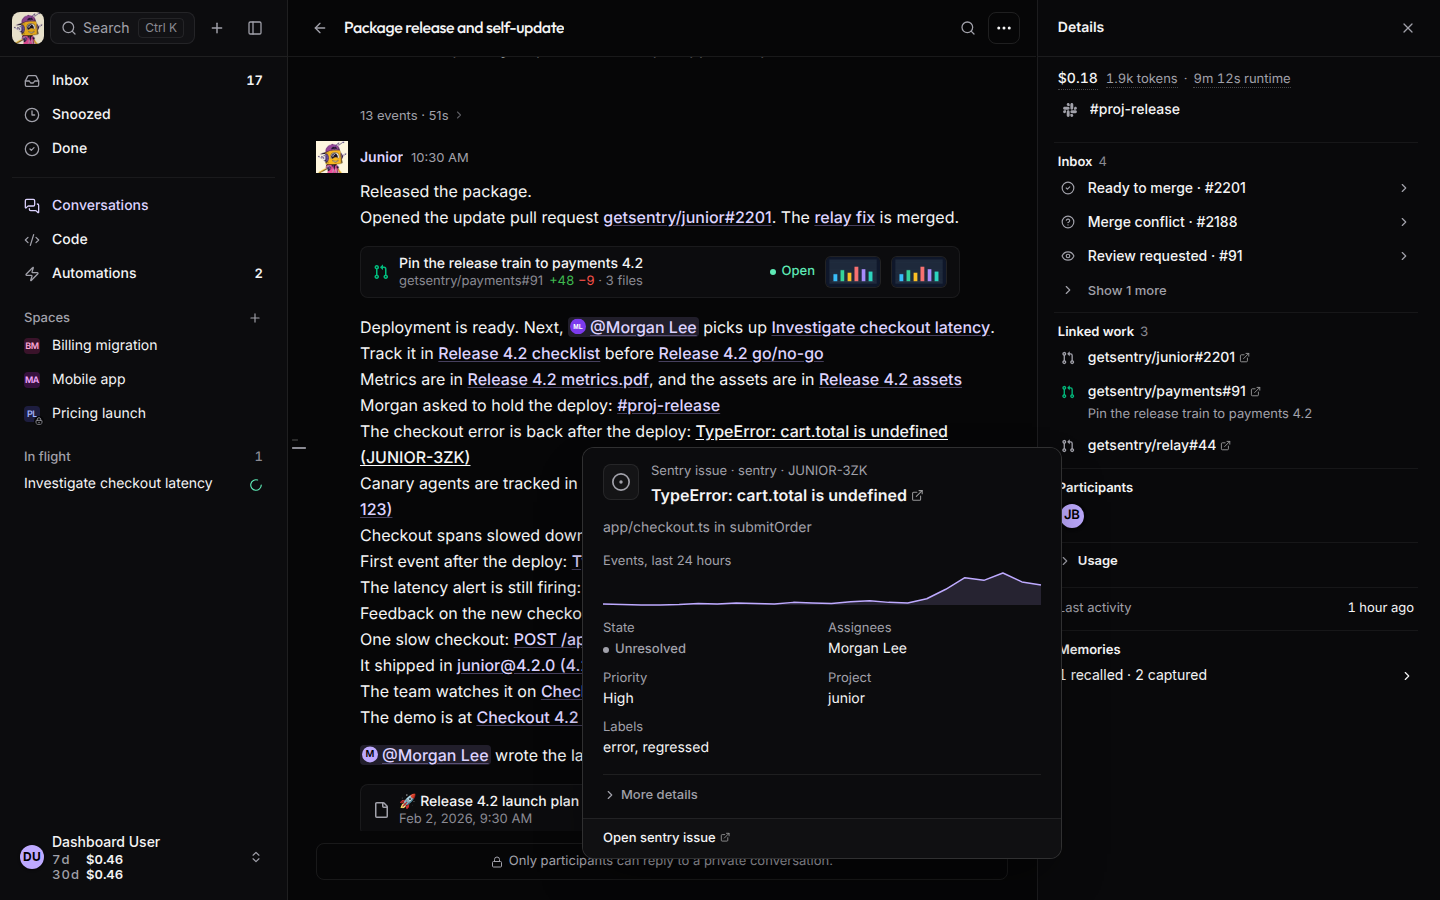 Search
Ctrl K
Inbox
17
Snoozed
Done
Conversations
Code
Automations
2
Spaces
BM
Billing migration
MA
Mobile app
PL
Pricing launch
In flight
1
Investigate checkout latency
DU
Dashboard User
7d $0.46
30d $0.46
Package release and self-update
13 events · 51s
Junior 10:30 AM
Released the package.
Opened the update pull request getsentry/junior#2201. The relay fix is merged.
Pin the release train to payments 4.2
getsentry/payments#91 +48 −9 · 3 files
Open
Deployment is ready. Next, ML @Morgan Lee picks up Investigate checkout latency.
Track it in Release 4.2 checklist before Release 4.2 go/no-go
Metrics are in Release 4.2 metrics.pdf, and the assets are in Release 4.2 assets
Morgan asked to hold the deploy: #proj-release
The checkout error is back after the deploy: TypeError: cart.total is undefined
(JUNIOR-3ZK)
Canary agents are tracked in
123)
Checkout spans slowed down
First event after the deploy: T
The latency alert is still firing:
Feedback on the new checko
One slow checkout: POST /ap
It shipped in junior@4.2.0 (4.
The team watches it on Chec
The demo is at Checkout 4.2
M @Morgan Lee wrote the la
🚀 Release 4.2 launch plan
Feb 2, 2026, 9:30 AM
Only participants can reply to a private conversation.
Sentry issue · sentry · JUNIOR-3ZK
TypeError: cart.total is undefined
app/checkout.ts in submitOrder
Events, last 24 hours
State
Unresolved
Assignees
Morgan Lee
Priority
High
Project
junior
Labels
error, regressed
More details
Open sentry issue
Details
$0.18 1.9k tokens · 9m 12s runtime
#proj-release
Inbox 4
Ready to merge · #2201
Merge conflict · #2188
Review requested · #91
Show 1 more
Linked work 3
getsentry/junior#2201
getsentry/payments#91
Pin the release train to payments 4.2
getsentry/relay#44
Participants
JB
Usage
Last activity
1 hour ago
Memories
1 recalled · 2 captured